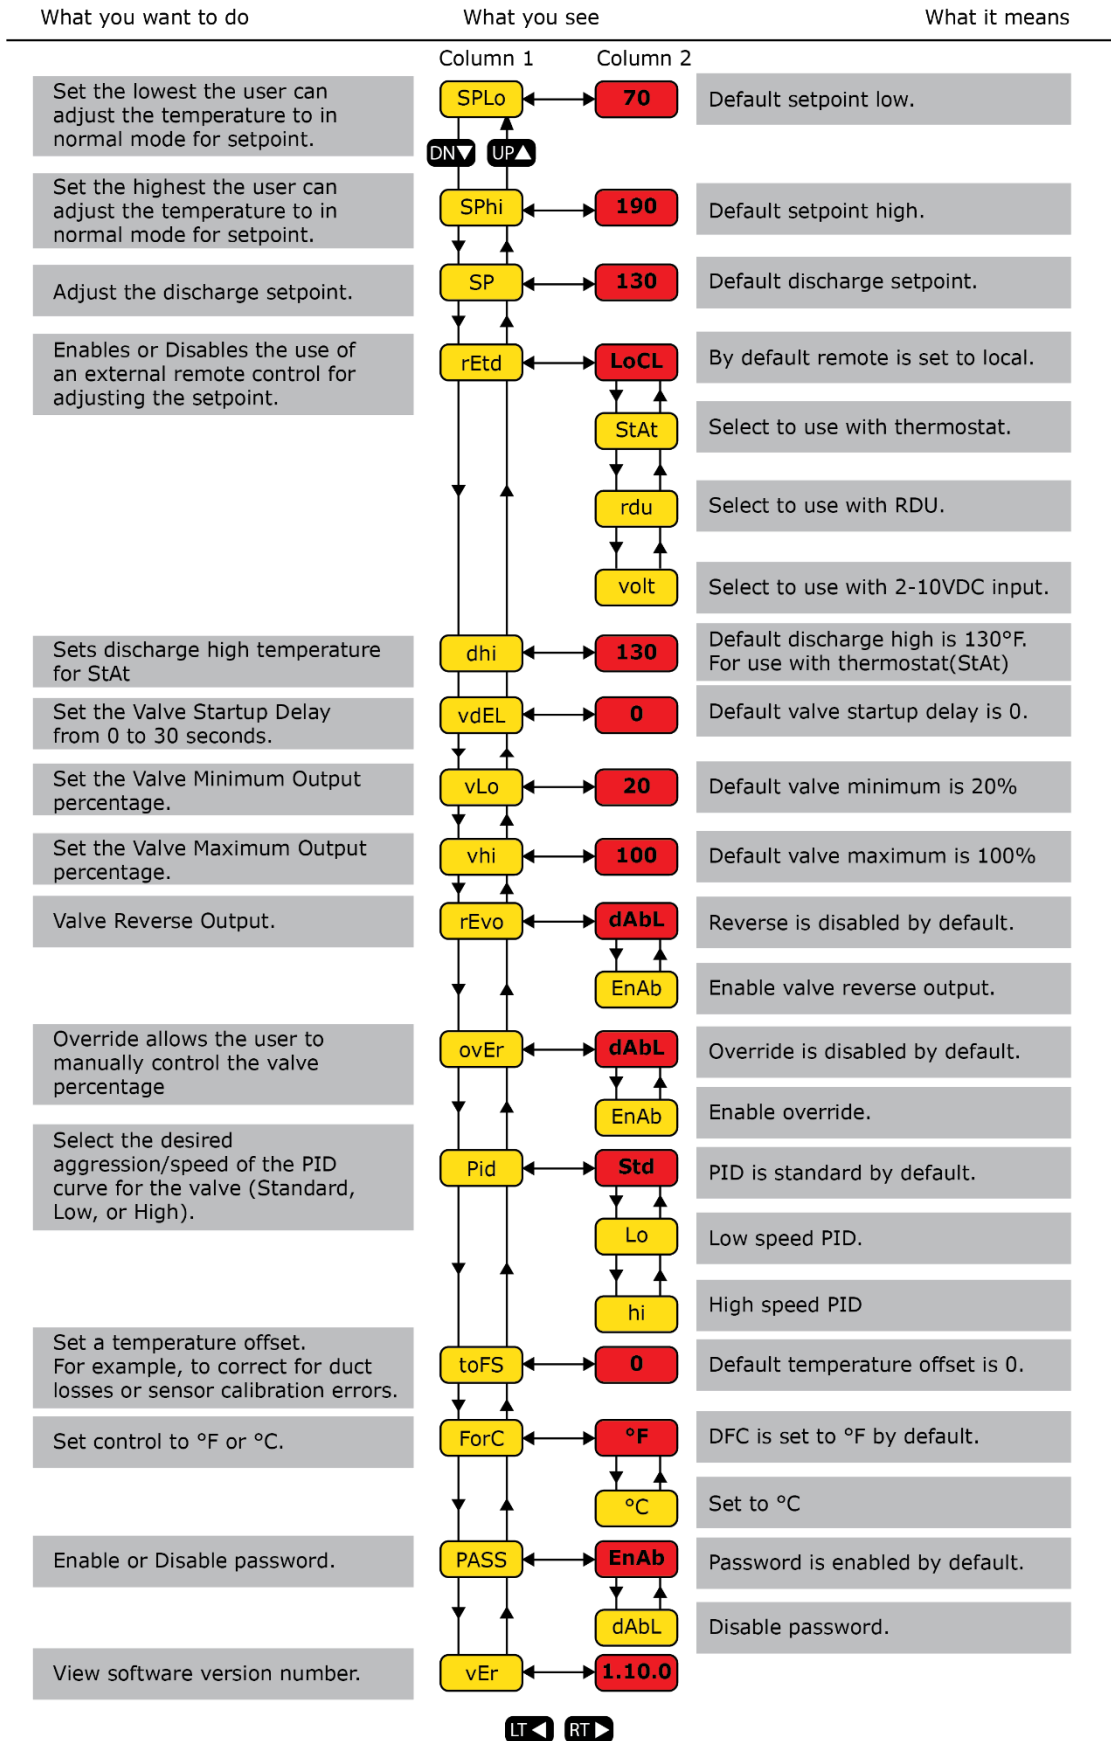 What you want to do
What you see
What it means
Column 1
Column 2
Set the lowest the user can
adjust the temperature to in
normal mode for setpoint.
SPLo
70
Default setpoint low.
DN▼
UP▲
Set the highest the user can
adjust the temperature to in
normal mode for setpoint.
SPhi
190
Default setpoint high.
Adjust the discharge setpoint.
SP
130
Default discharge setpoint.
Enables or Disables the use of
an external remote control for
adjusting the setpoint.
rEtd
LoCL
By default remote is set to local.
StAt
Select to use with thermostat.
rdu
Select to use with RDU.
volt
Select to use with 2-10VDC input.
Sets discharge high temperature
for StAt
dhi
130
Default discharge high is 130°F.
For use with thermostat(StAt)
Set the Valve Startup Delay
from 0 to 30 seconds.
vdEL
0
Default valve startup delay is 0.
Set the Valve Minimum Output
percentage.
vLo
20
Default valve minimum is 20%
Set the Valve Maximum Output
percentage.
vhi
100
Default valve maximum is 100%
Valve Reverse Output.
rEvo
dAbL
Reverse is disabled by default.
EnAb
Enable valve reverse output.
Override allows the user to
manually control the valve
percentage
ovEr
dAbL
Override is disabled by default.
EnAb
Enable override.
Select the desired
aggression/speed of the PID
curve for the valve (Standard,
Low, or High).
Pid
Std
PID is standard by default.
Lo
Low speed PID.
hi
High speed PID
Set a temperature offset.
For example, to correct for duct
losses or sensor calibration errors.
toFS
0
Default temperature offset is 0.
Set control to °F or °C.
ForC
°F
DFC is set to °F by default.
°C
Set to °C
Enable or Disable password.
PASS
EnAb
Password is enabled by default.
dAbL
Disable password.
View software version number.
vEr
1.10.0
LT◀
RT▶